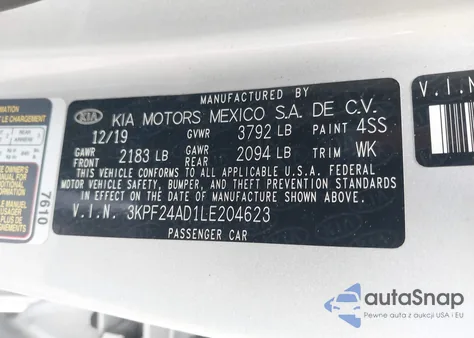 MANUFACTURED BY
KIA KIA MOTORS MEXICO S.A. DE C.V.
12/19 GVWR 3792 LB PAINT 4SS
GAWR FRONT 2183 LB GAWR REAR 2094 LB TRIM WK
THIS VEHICLE CONFORMS TO ALL APPLICABLE U.S.A. FEDERAL
MOTOR VEHICLE SAFETY, BUMPER, AND THEFT PREVENTION STANDARDS
IN EFFECT ON THE DATE OF MANUFACTURE SHOWN ABOVE.
V.I.N. 3KPF24AD1LE204623
PASSENGER CAR
7610
V.I.N
autoSnap
Pewne auta z aukcji USA i EU